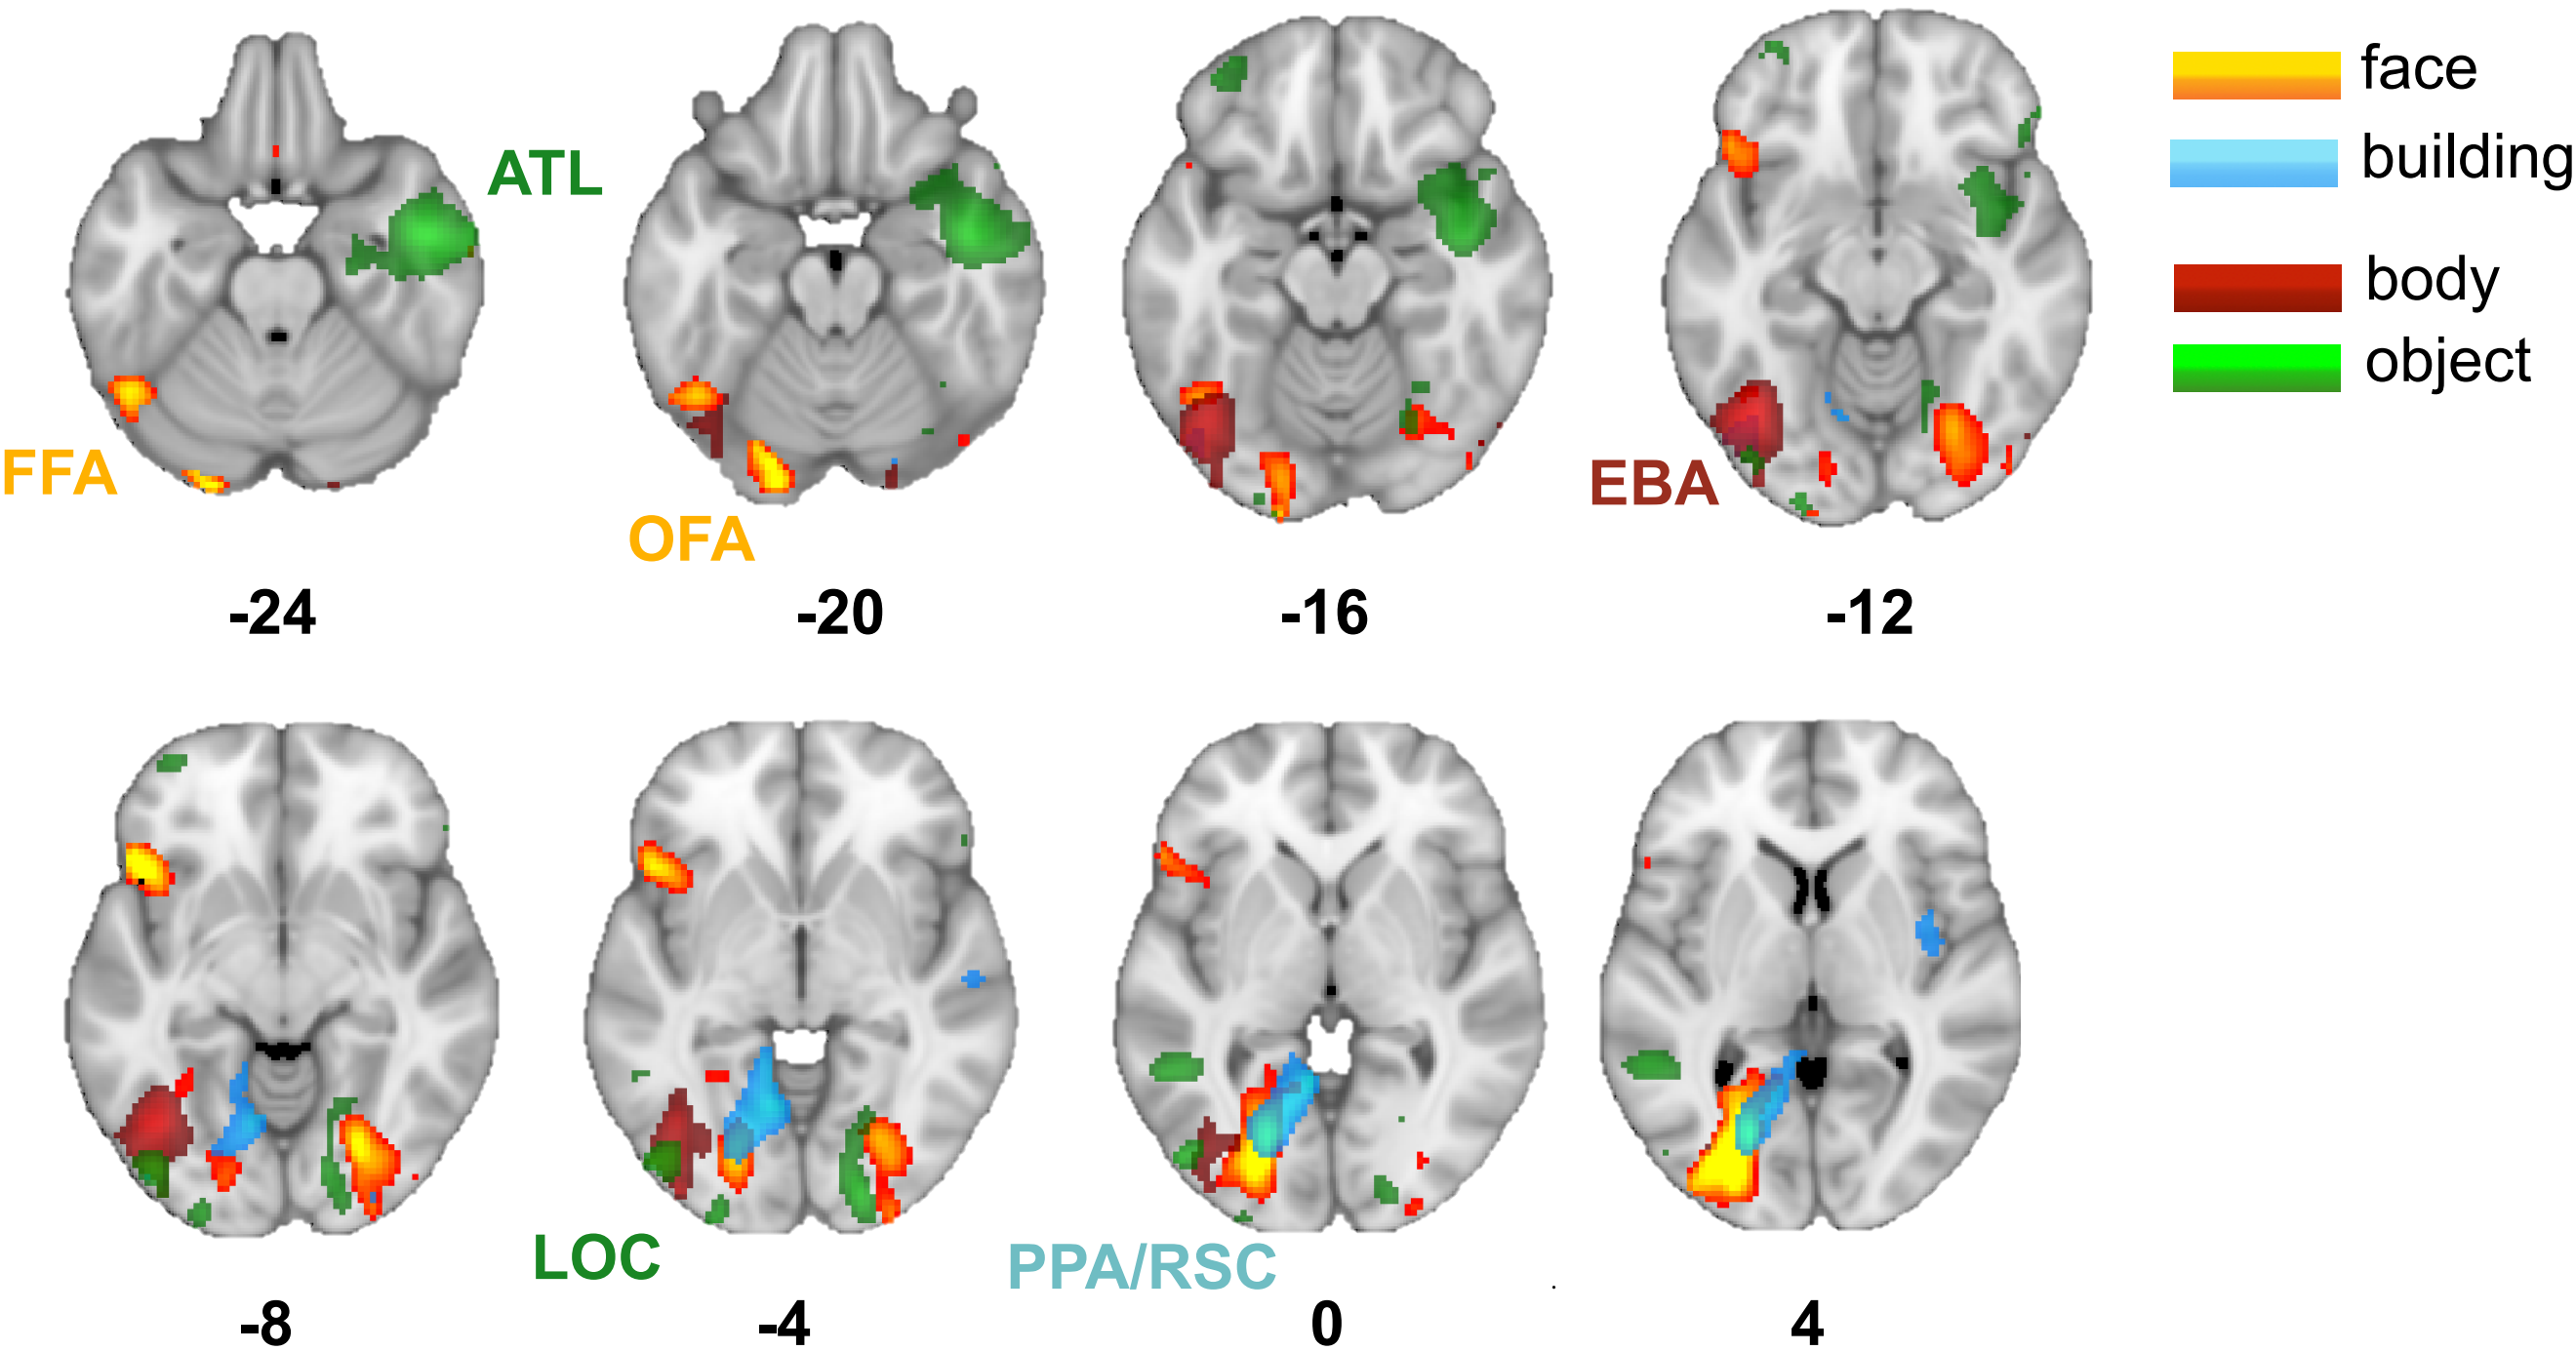 face
building
body
object
ATL
FFA
OFA
EBA
-24
-20
-16
-12
LOC
PPA/RSC
-8
-4
0
4